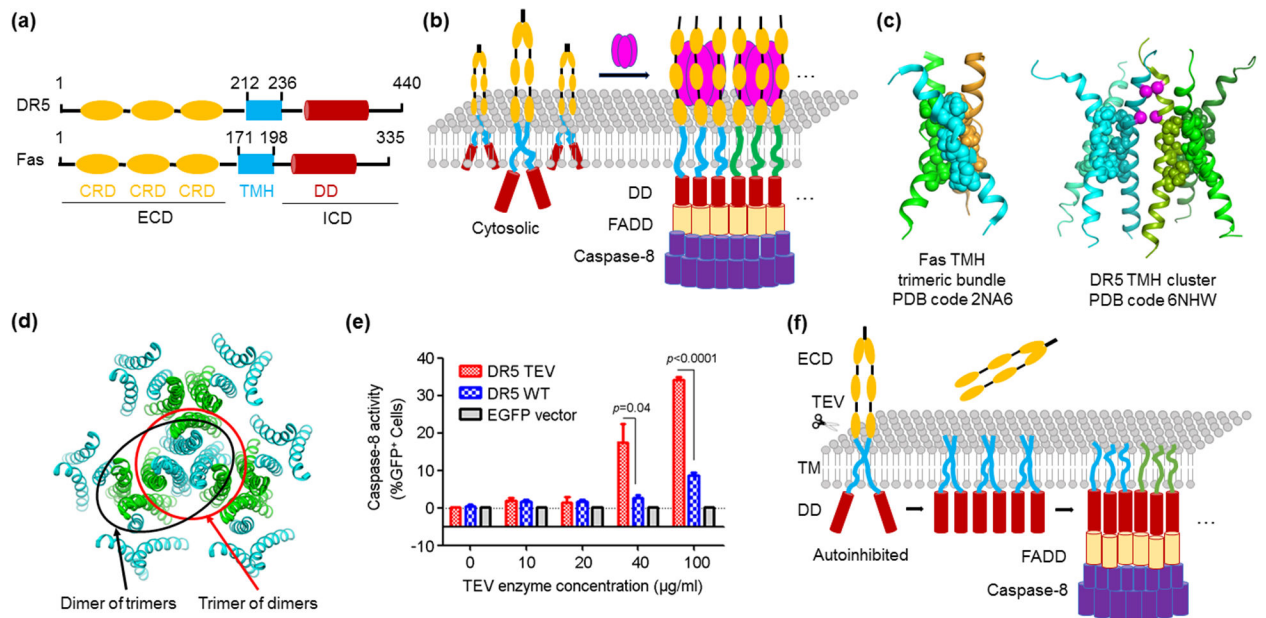 (a)
1
212
236
440
DR5
1
171
198
335
Fas
CRD
CRD
CRD
TMH
DD
ECD
ICD
(b)
...
Cytosolic
DD
FADD
Caspase-8
(c)
Fas TMH
trimeric bundle
PDB code 2NA6
DR5 TMH cluster
PDB code 6NHW
(d)
Dimer of trimers
Trimer of dimers
(e)
Caspase-8 activity
(%GFP⁺ Cells)
40
30
20
10
0
-10
DR5 TEV
DR5 WT
EGFP vector
p=0.04
p<0.0001
0
10
20
40
100
TEV enzyme concentration (µg/ml)
(f)
ECD
TEV
TM
DD
Autoinhibited
FADD
Caspase-8
...